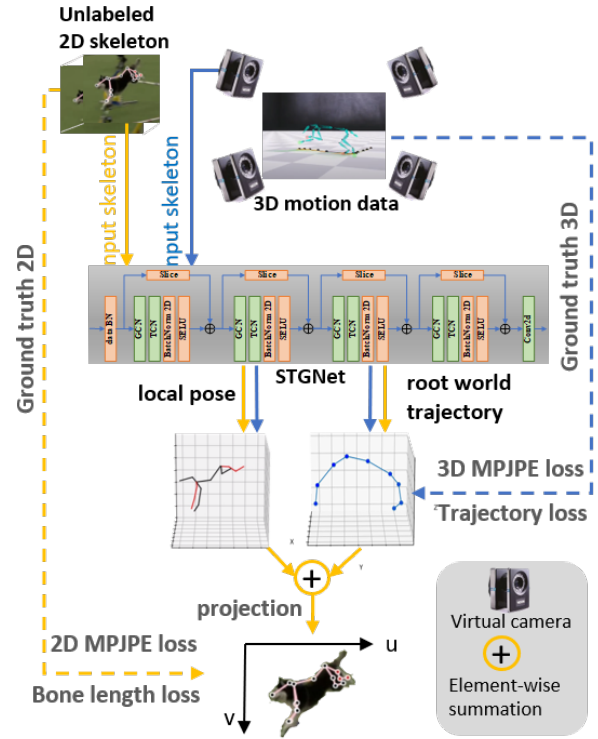 Unlabeled
2D skeleton
3D motion data
nput skeleton
nput skeleton
Ground truth 2D
Ground truth 3D
Slice
Slice
Slice
Slice
data BN
GCN
TCN
BatchNorm 2D
SELU
GCN
TCN
BatchNorm 2D
SELU
GCN
TCN
BatchNorm 2D
SELU
GCN
TCN
BatchNorm 2D
SELU
Conv2d
STGNet
local pose
root world
trajectory
3D MPJPE loss
Z
Trajectory loss
X
Y
projection
2D MPJPE loss
Bone length loss
u
v
Virtual camera
Element-wise
summation